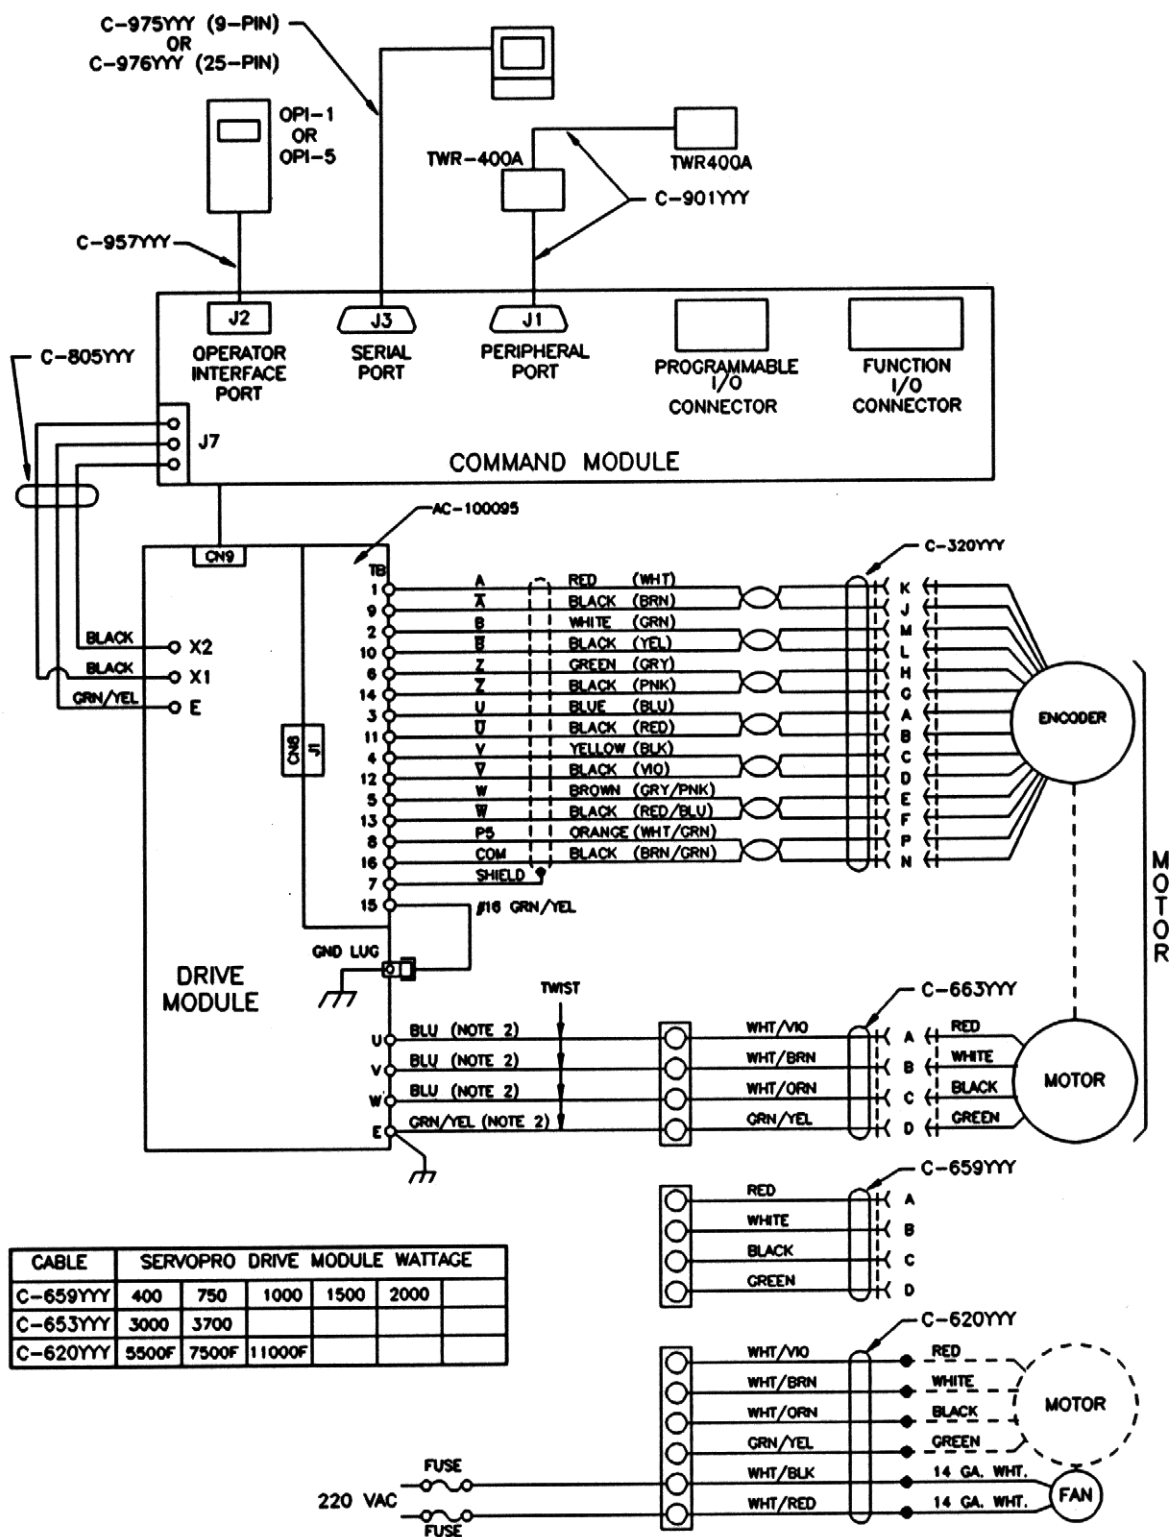 C-975YYY (9-PIN)
OR
C-976YYY (25-PIN)
OPI-1
OR
OPI-5
TWR-400A
TWR400A
C-901YYY
C-957YYY
C-805YYY
J2
J3
J1
OPERATOR
INTERFACE
PORT
SERIAL
PORT
PERIPHERAL
PORT
PROGRAMMABLE
I/O
CONNECTOR
FUNCTION
I/O
CONNECTOR
J7
COMMAND MODULE
AC-100095
CN9
C-320YYY
TB
1 A RED (WHT) K
9 A̅ BLACK (BRN) J
2 B WHITE (GRN) M
10 B̅ BLACK (YEL) L
6 Z GREEN (GRY) H
14 Z̅ BLACK (PNK) G
3 U BLUE (BLU) A
11 U̅ BLACK (RED) B
4 V YELLOW (BLK) C
12 V̅ BLACK (VIO) D
5 W BROWN (GRY/PNK) E
13 W̅ BLACK (RED/BLU) F
8 P5 ORANGE (WHT/GRN) P
16 COM BLACK (BRN/GRN) N
7 SHIELD
15 #16 GRN/YEL
BLACK X2
BLACK X1
GRN/YEL E
CN8 J1
ENCODER
MOTOR
GND LUG
DRIVE
MODULE
TWIST
C-663YYY
U BLU (NOTE 2) WHT/VIO A RED
V BLU (NOTE 2) WHT/BRN B WHITE
W BLU (NOTE 2) WHT/ORN C BLACK
E GRN/YEL (NOTE 2) GRN/YEL D GREEN
MOTOR
C-659YYY
RED A
WHITE B
BLACK C
GREEN D
CABLE SERVOPRO DRIVE MODULE WATTAGE
C-659YYY 400 750 1000 1500 2000
C-653YYY 3000 3700
C-620YYY 5500F 7500F 11000F
C-620YYY
WHT/VIO RED
WHT/BRN WHITE
WHT/ORN BLACK
GRN/YEL GREEN
MOTOR
WHT/BLK 14 GA. WHT.
WHT/RED 14 GA. WHT.
FAN
FUSE
220 VAC
FUSE